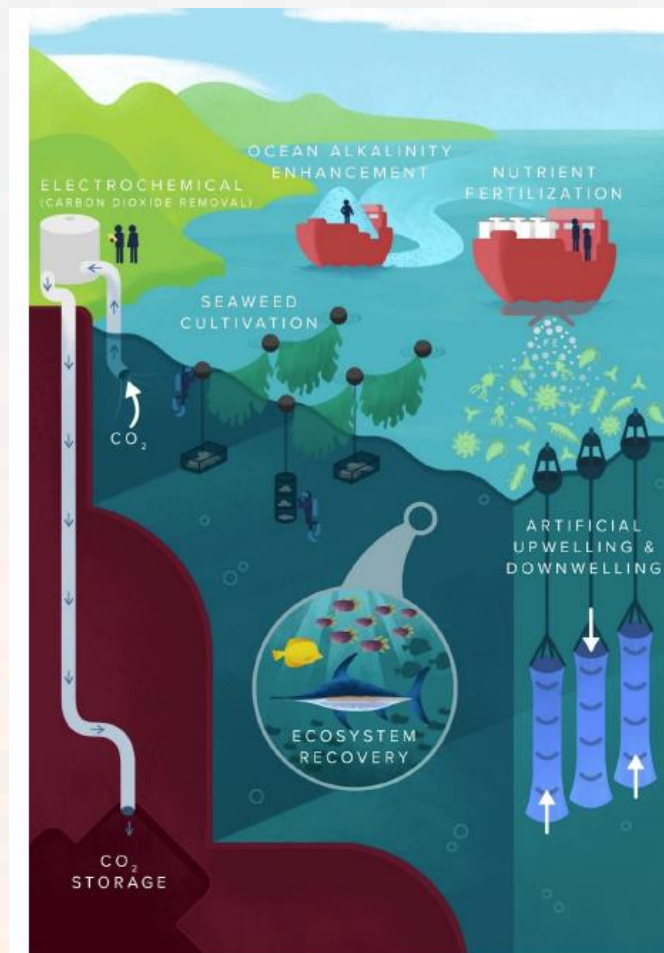 OCEAN ALKALINITY
ENHANCEMENT
NUTRIENT
FERTILIZATION
ELECTROCHEMICAL
(CARBON DIOXIDE REMOVAL)
SEAWEED
CULTIVATION
CO₂
ARTIFICIAL
UPWELLING &
DOWNWELLING
ECOSYSTEM
RECOVERY
CO₂
STORAGE